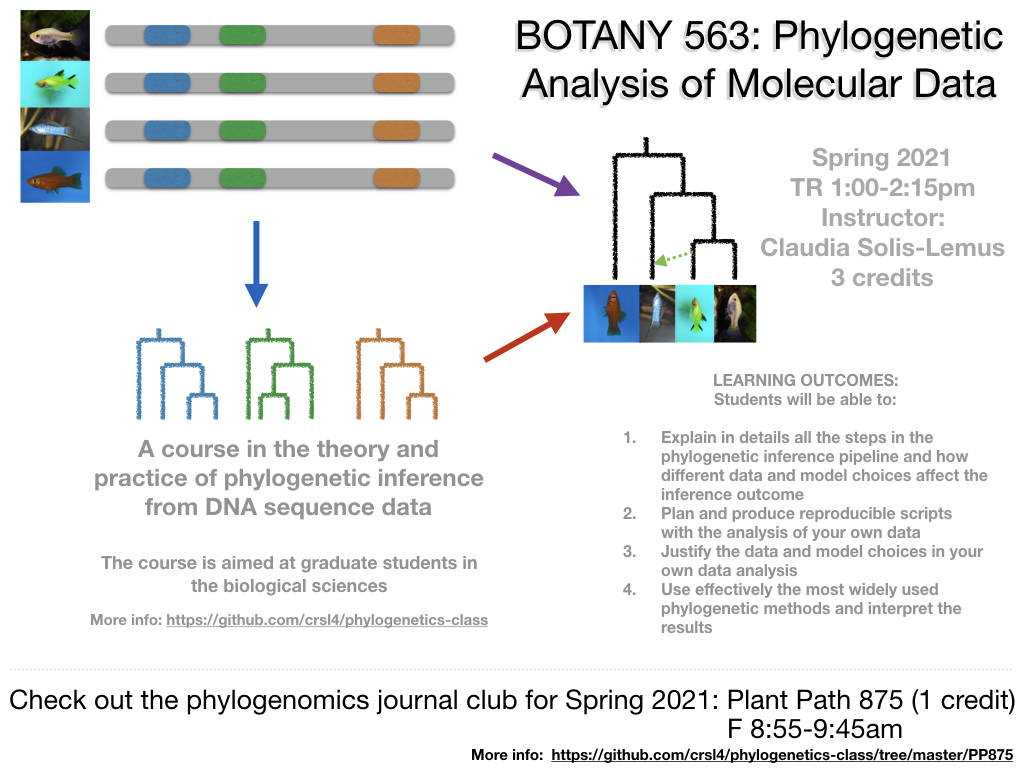 BOTANY 563: Phylogenetic
Analysis of Molecular Data
Spring 2021
TR 1:00-2:15pm
Instructor:
Claudia Solis-Lemus
3 credits
A course in the theory and
practice of phylogenetic inference
from DNA sequence data
The course is aimed at graduate students in
the biological sciences
More info: https://github.com/crsl4/phylogenetics-class
LEARNING OUTCOMES:
Students will be able to:
1. Explain in details all the steps in the
phylogenetic inference pipeline and how
different data and model choices affect the
inference outcome
2. Plan and produce reproducible scripts
with the analysis of your own data
3. Justify the data and model choices in your
own data analysis
4. Use effectively the most widely used
phylogenetic methods and interpret the
results
Check out the phylogenomics journal club for Spring 2021: Plant Path 875 (1 credit)
F 8:55-9:45am
More info: https://github.com/crsl4/phylogenetics-class/tree/master/PP875